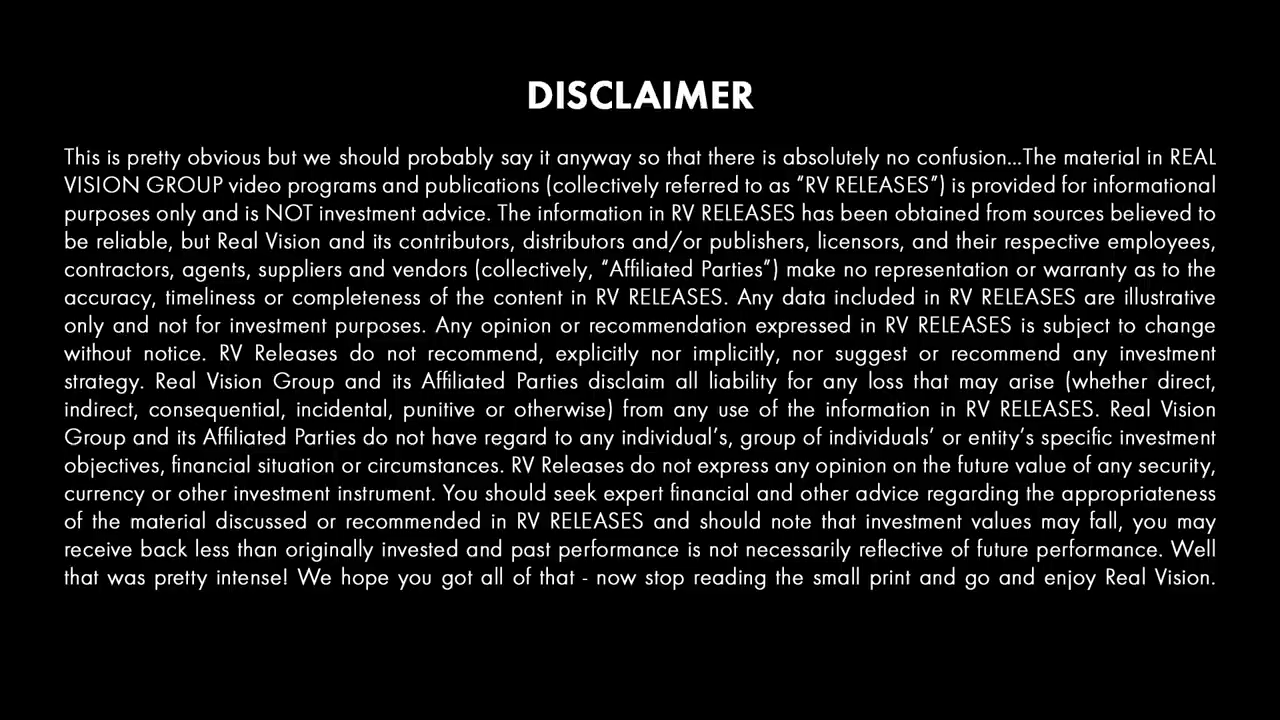 DISCLAIMER
This is pretty obvious but we should probably say it anyway so that there is absolutely no confusion...The material in REAL
VISION GROUP video programs and publications (collectively referred to as “RV RELEASES”) is provided for informational
purposes only and is NOT investment advice. The information in RV RELEASES has been obtained from sources believed to
be reliable, but Real Vision and its contributors, distributors and/or publishers, licensors, and their respective employees,
contractors, agents, suppliers and vendors (collectively, “Affiliated Parties”) make no representation or warranty as to the
accuracy, timeliness or completeness of the content in RV RELEASES. Any data included in RV RELEASES are illustrative
only and not for investment purposes. Any opinion or recommendation expressed in RV RELEASES is subject to change
without notice. RV Releases do not recommend, explicitly nor implicitly, nor suggest or recommend any investment
strategy. Real Vision Group and its Affiliated Parties disclaim all liability for any loss that may arise (whether direct,
indirect, consequential, incidental, punitive or otherwise) from any use of the information in RV RELEASES. Real Vision
Group and its Affiliated Parties do not have regard to any individual’s, group of individuals’ or entity’s specific investment
objectives, financial situation or circumstances. RV Releases do not express any opinion on the future value of any security,
currency or other investment instrument. You should seek expert financial and other advice regarding the appropriateness
of the material discussed or recommended in RV RELEASES and should note that investment values may fall, you may
receive back less than originally invested and past performance is not necessarily reflective of future performance. Well
that was pretty intense! We hope you got all of that - now stop reading the small print and go and enjoy Real Vision.